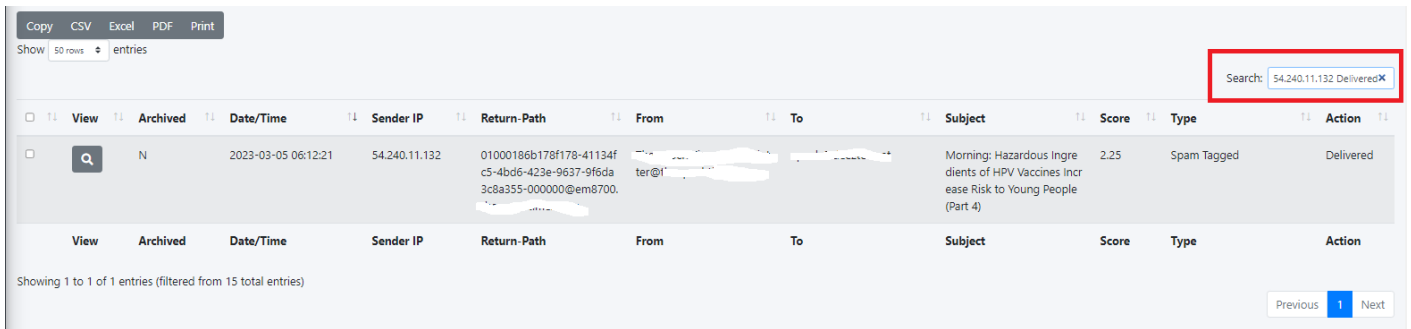 Copy CSV Excel PDF Print
Show 50 rows entries
Search: 54.240.11.132 Delivered
View Archived Date/Time Sender IP Return-Path From To Subject Score Type Action
N 2023-03-05 06:12:21 54.240.11.132 01000186b178f178-41134f Morning: Hazardous Ingre 2.25 Spam Tagged Delivered
c5-4bd6-423e-9637-9f6da ter@ dients of HPV Vaccines Incr
3c8a355-000000@em8700. ease Risk to Young People
(Part 4)
View Archived Date/Time Sender IP Return-Path From To Subject Score Type Action
Showing 1 to 1 of 1 entries (filtered from 15 total entries)
Previous 1 Next